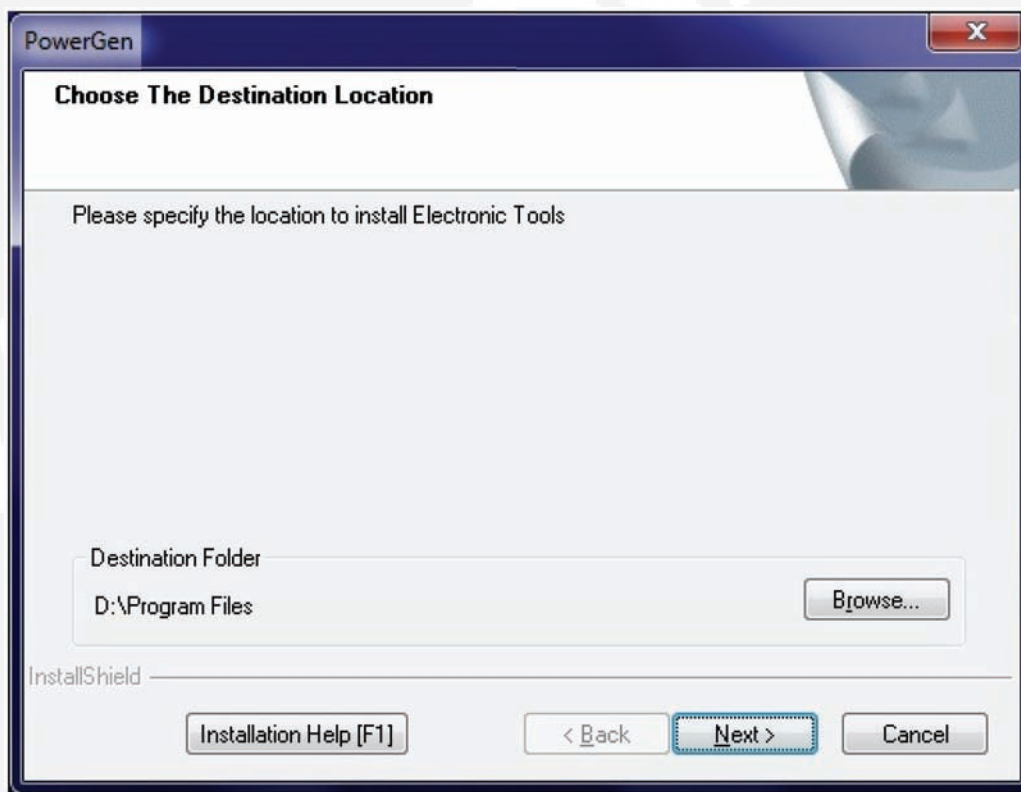 PowerGen
Choose The Destination Location
Please specify the location to install Electronic Tools
Destination Folder
D:\Program Files
Browse...
InstallShield
Installation Help [F1]
< Back
Next >
Cancel